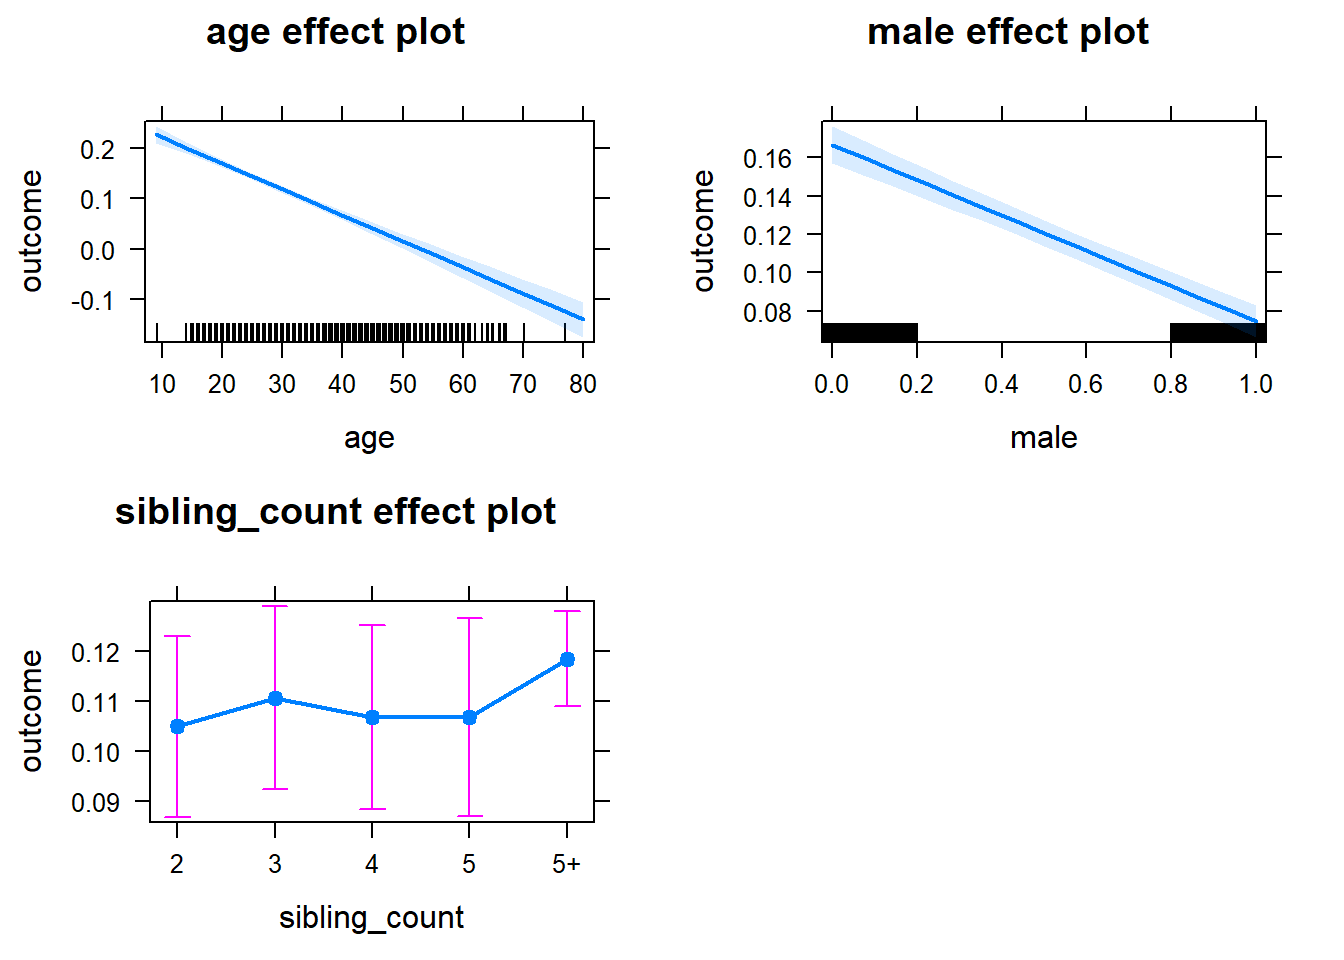 age effect plot
outcome
0.2
0.1
0.0
-0.1
10 20 30 40 50 60 70 80
age
male effect plot
outcome
0.16
0.14
0.12
0.10
0.08
0.0 0.2 0.4 0.6 0.8 1.0
male
sibling_count effect plot
outcome
0.12
0.11
0.10
0.09
2 3 4 5 5+
sibling_count